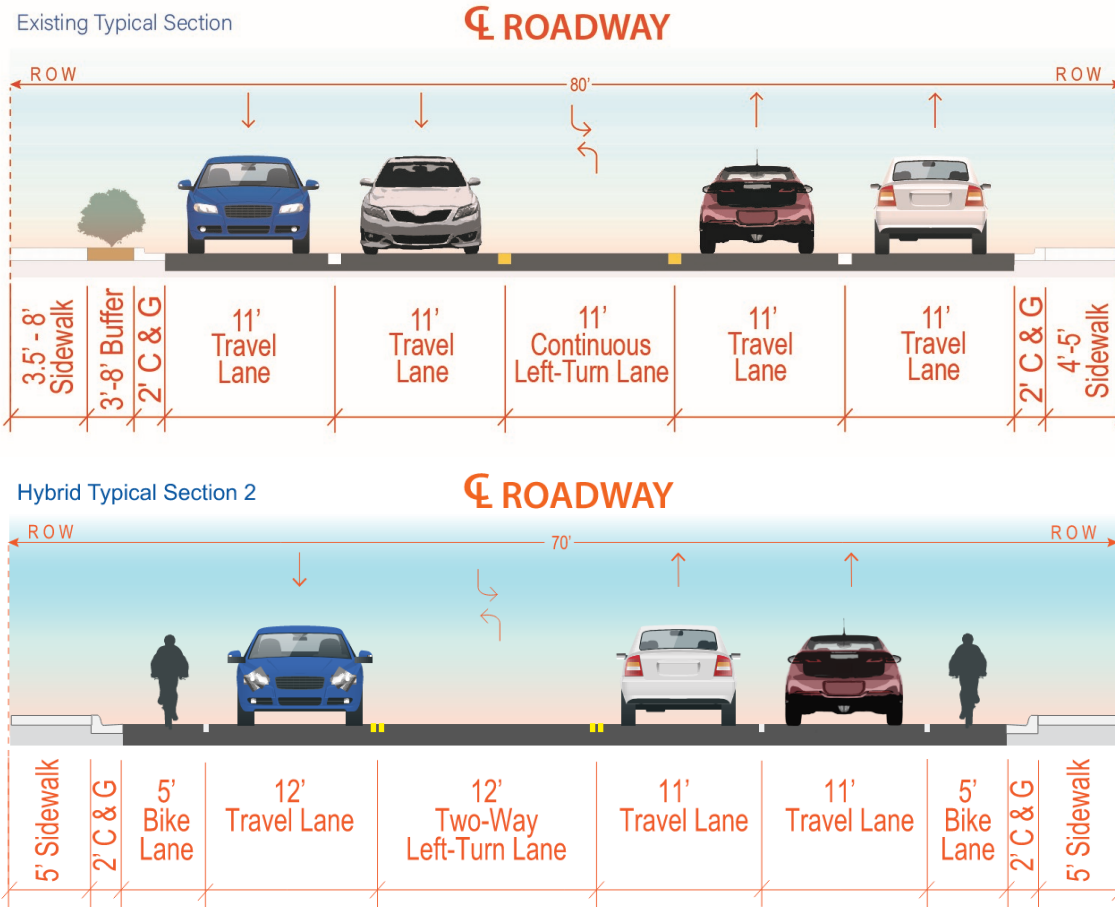 Existing Typical Section
℄ ROADWAY
ROW
80’
ROW
3.5’ - 8’
Sidewalk
3’-8’ Buffer
2’ C & G
11’
Travel
Lane
11’
Travel
Lane
11’
Continuous
Left-Turn Lane
11’
Travel
Lane
11’
Travel
Lane
2’ C & G
4’-5’
Sidewalk
Hybrid Typical Section 2
℄ ROADWAY
ROW
70’
ROW
5’ Sidewalk
2’ C & G
5’
Bike
Lane
12’
Travel Lane
12’
Two-Way
Left-Turn Lane
11’
Travel Lane
11’
Travel Lane
5’
Bike
Lane
2’ C & G
5’ Sidewalk